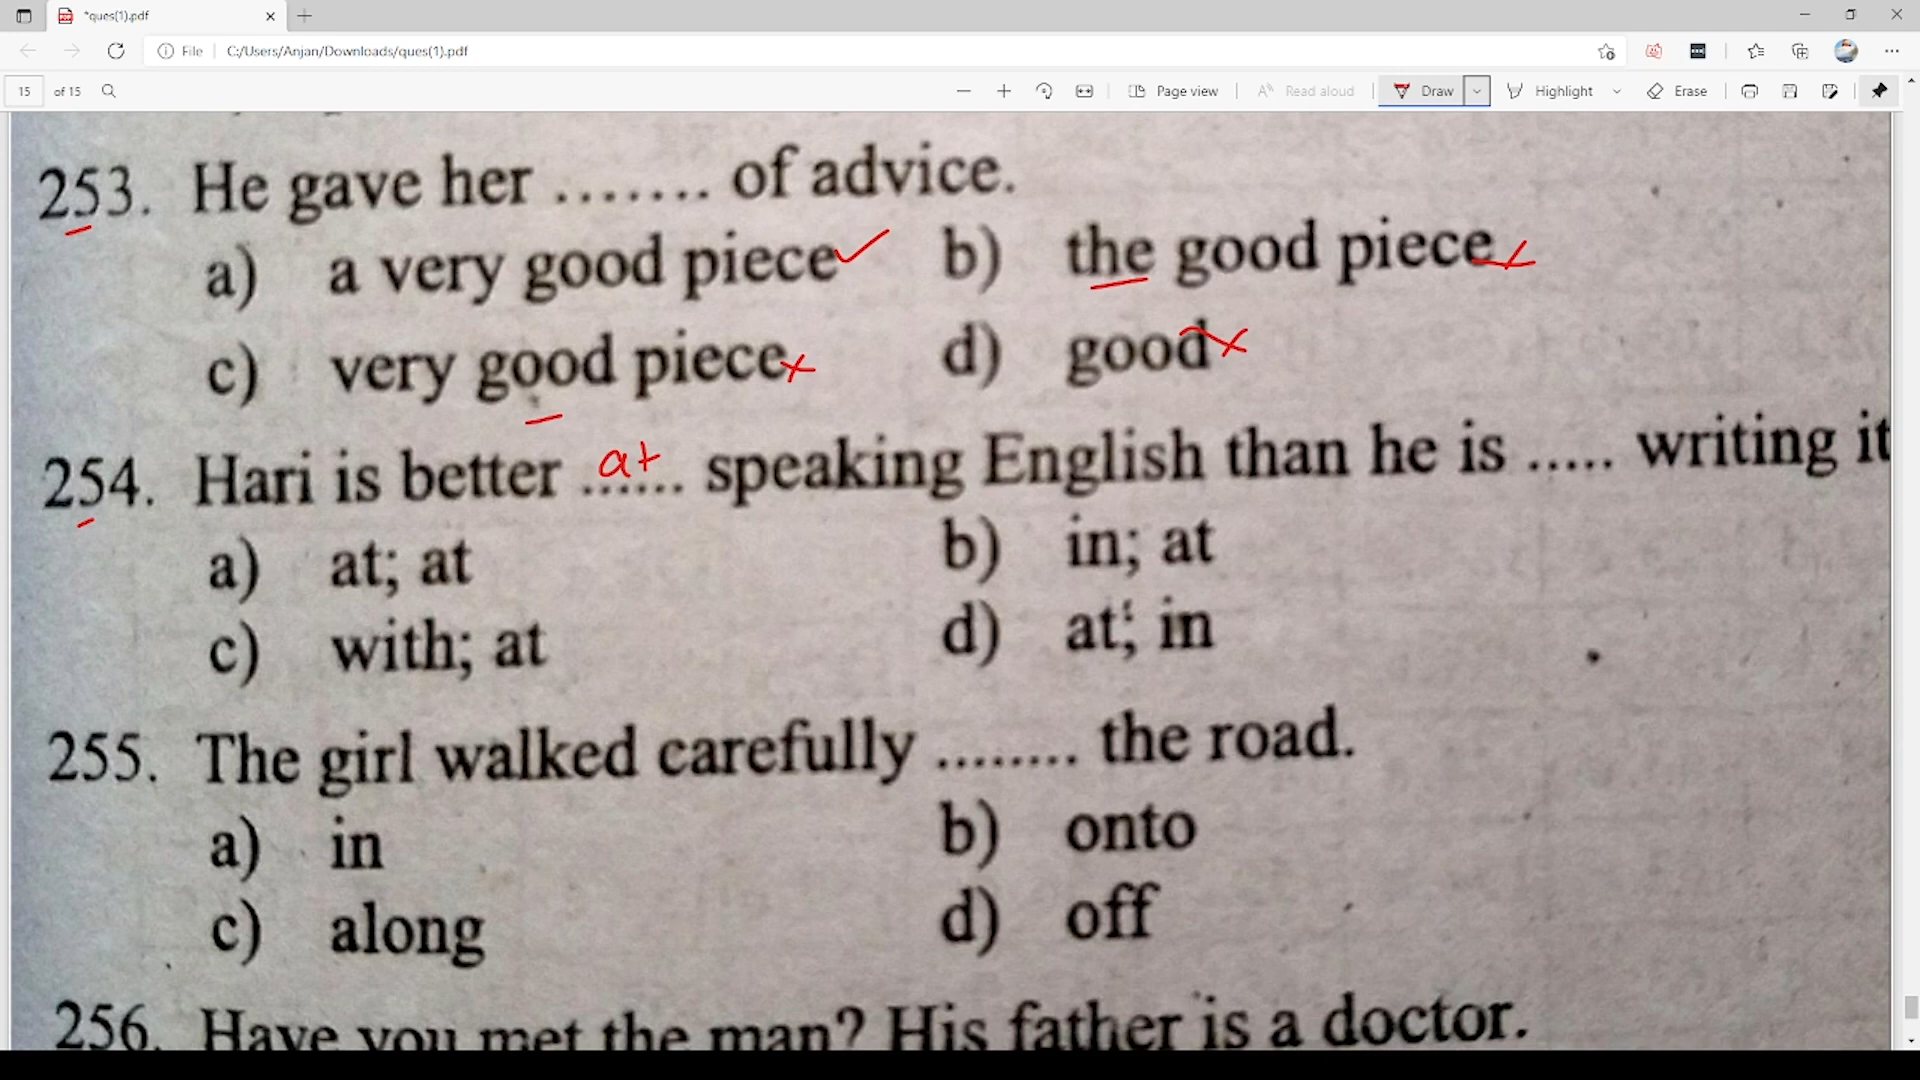 *ques(1).pdf
File C:/Users/Anjan/Downloads/ques(1).pdf
15 of 15 Page view Read aloud Draw Highlight Erase
253. He gave her ....... of advice.
a) a very good piece b) the good piece
c) very good piece d) good
at
254. Hari is better ...... speaking English than he is ..... writing it
a) at; at b) in; at
c) with; at d) at; in
255. The girl walked carefully ........ the road.
a) in b) onto
c) along d) off
256. Have you met the man? His father is a doctor.